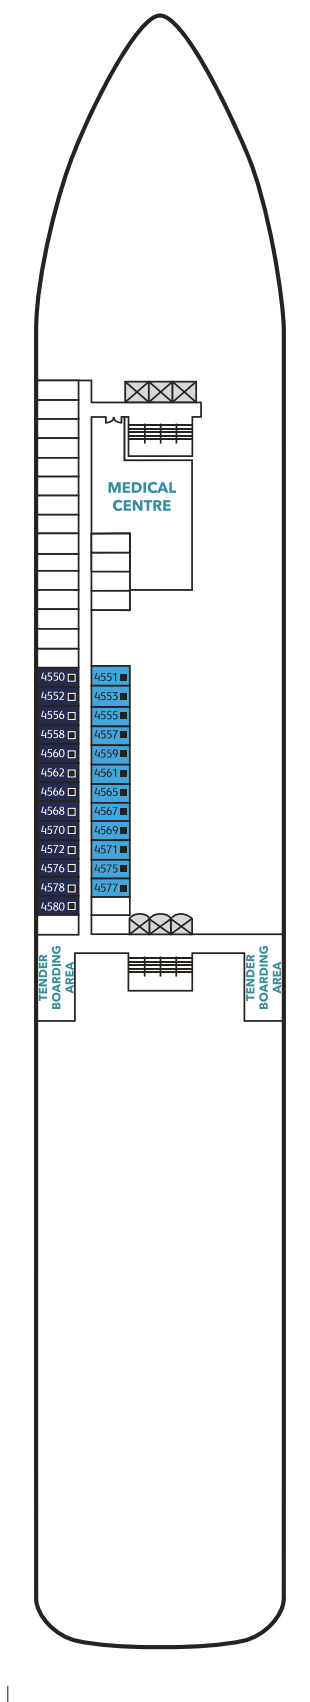 MEDICAL
CENTRE
4550 4551
4552 4553
4556 4555
4558 4557
4560 4559
4562 4561
4566 4565
4568 4567
4570 4569
4572 4571
4576 4575
4578 4577
4580
TENDER
BOARDING
AREA
TENDER
BOARDING
AREA